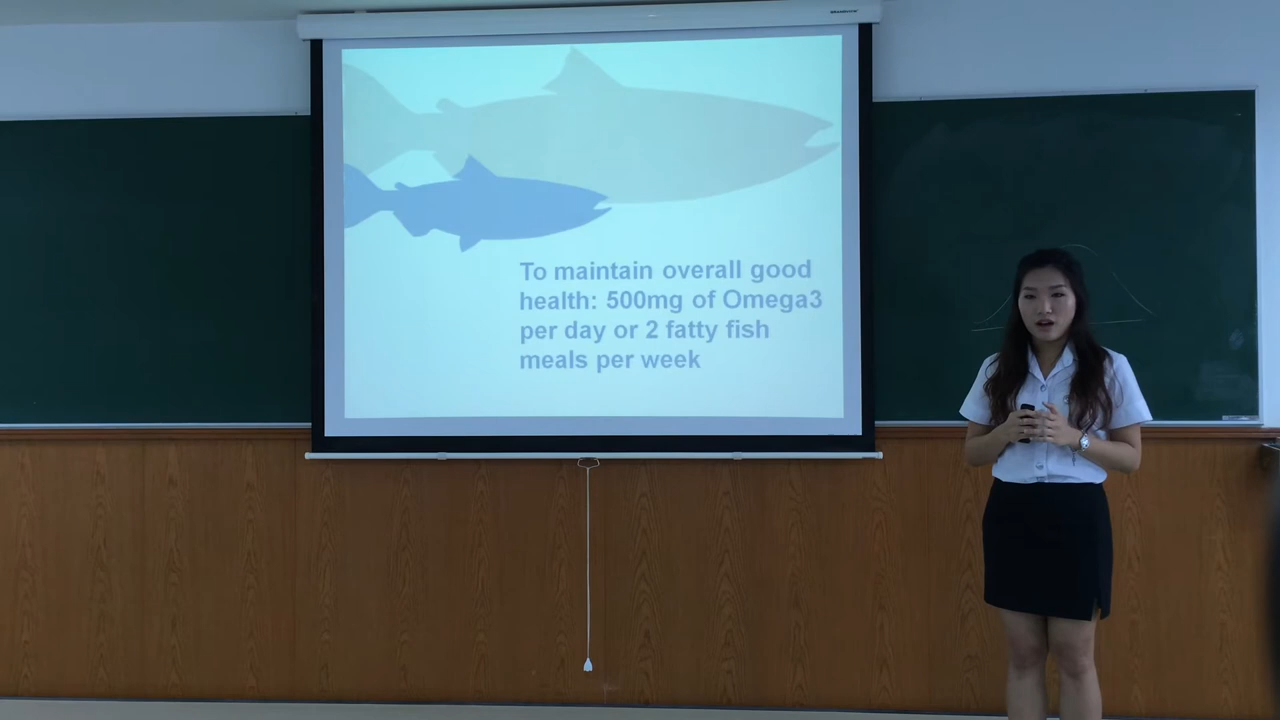 To maintain overall good
health: 500mg of Omega3
per day or 2 fatty fish
meals per week